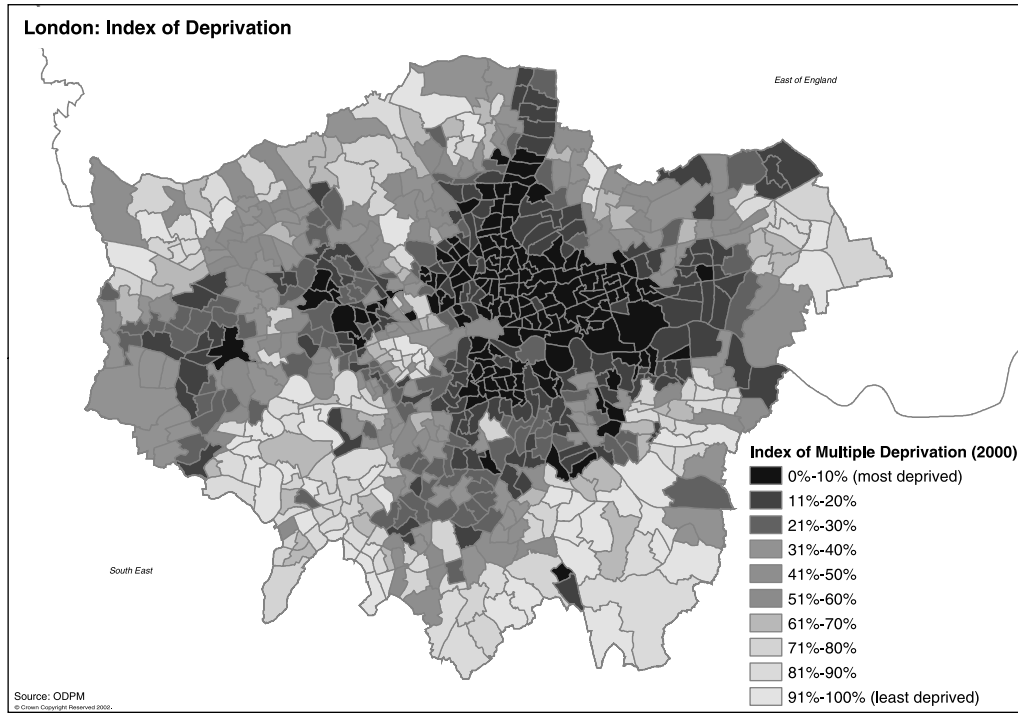 London: Index of Deprivation
East of England
South East
Index of Multiple Deprivation (2000)
0%-10% (most deprived)
11%-20%
21%-30%
31%-40%
41%-50%
51%-60%
61%-70%
71%-80%
81%-90%
91%-100% (least deprived)
Source: ODPM
© Crown Copyright Reserved 2002.